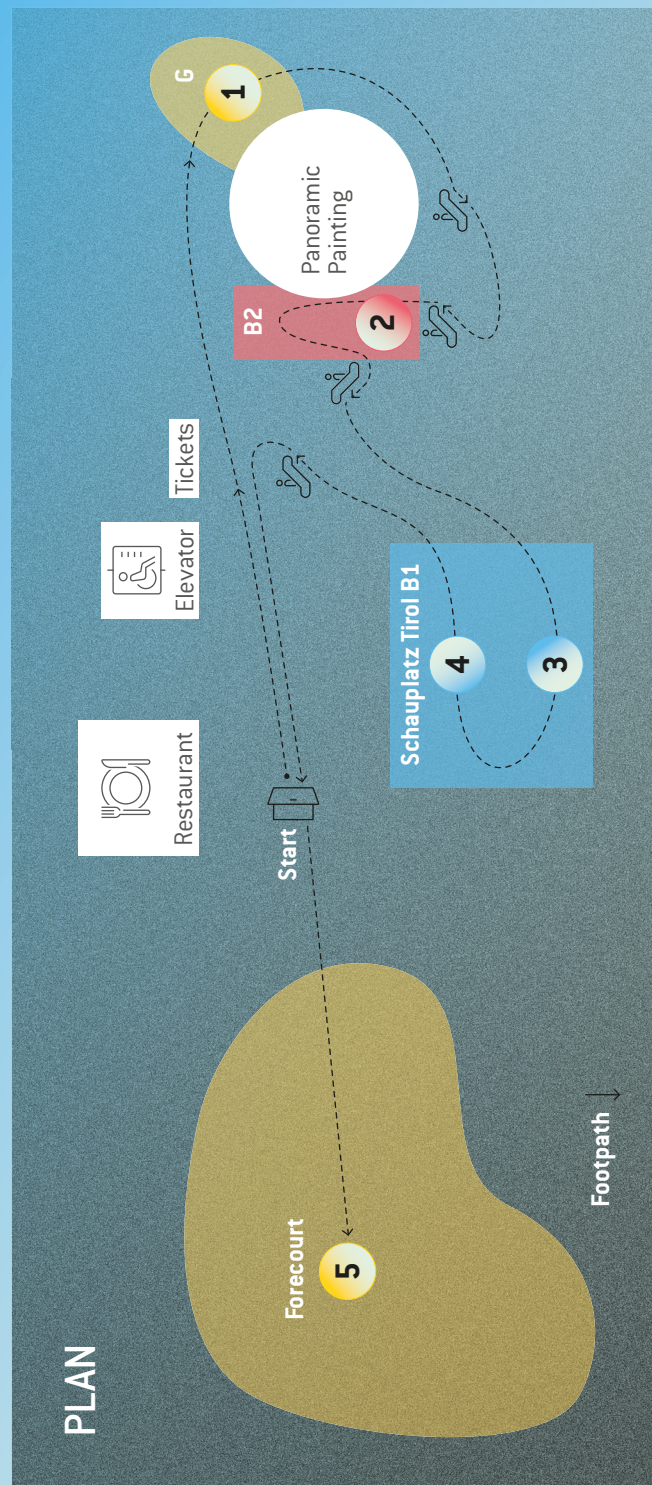 PLAN
Forecourt
5
Footpath
Start
Restaurant
Elevator
Tickets
Schauplatz Tirol B1
4
3
B2
2
Panoramic
Painting
G
1